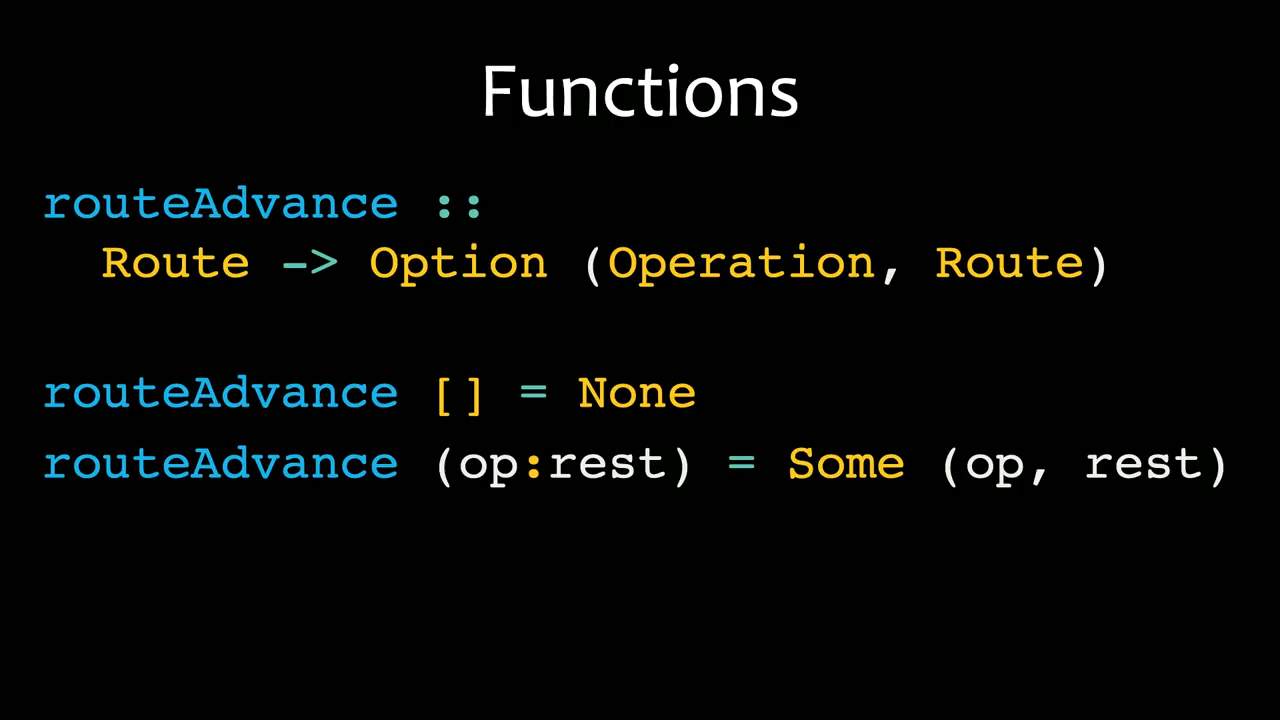 Functions
routeAdvance ::
Route -> Option (Operation, Route)
routeAdvance [] = None
routeAdvance (op:rest) = Some (op, rest)